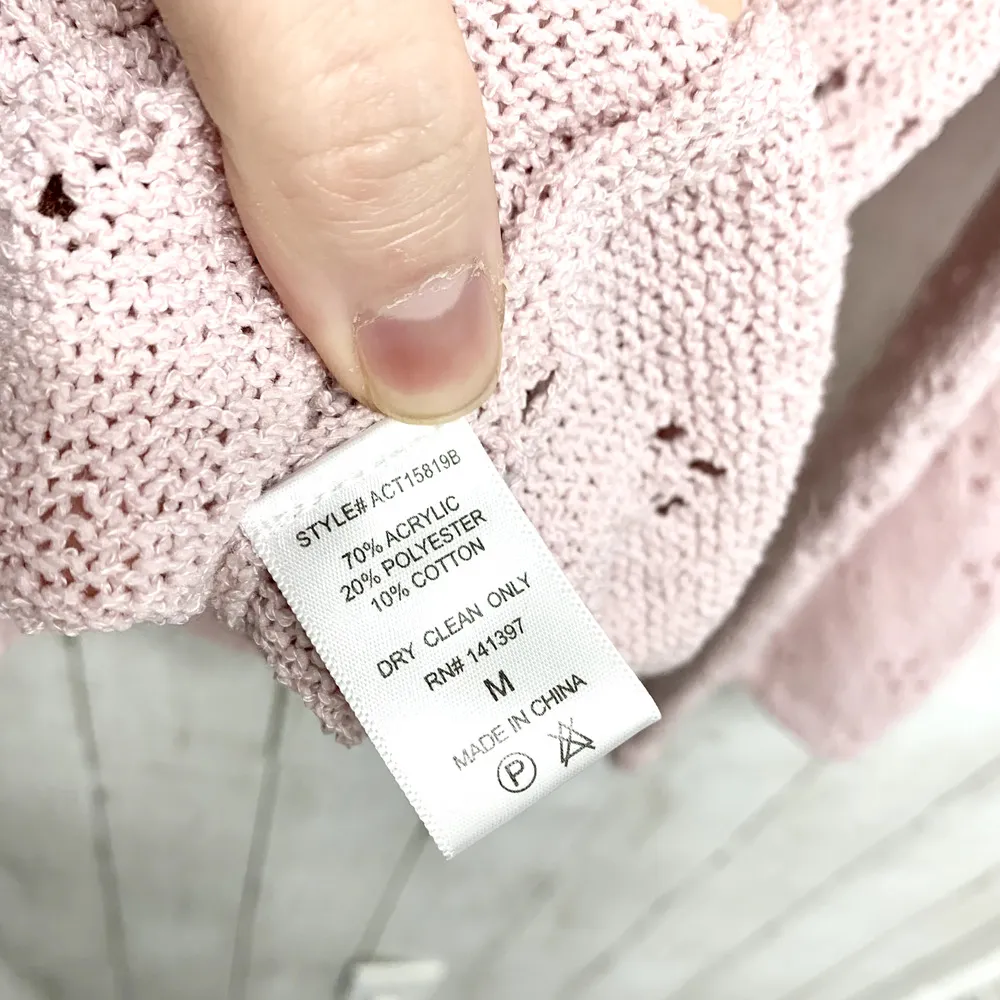 STYLE# ACT15819B
70% ACRYLIC
20% POLYESTER
10% COTTON
DRY CLEAN ONLY
RN# 141397
M
MADE IN CHINA
P